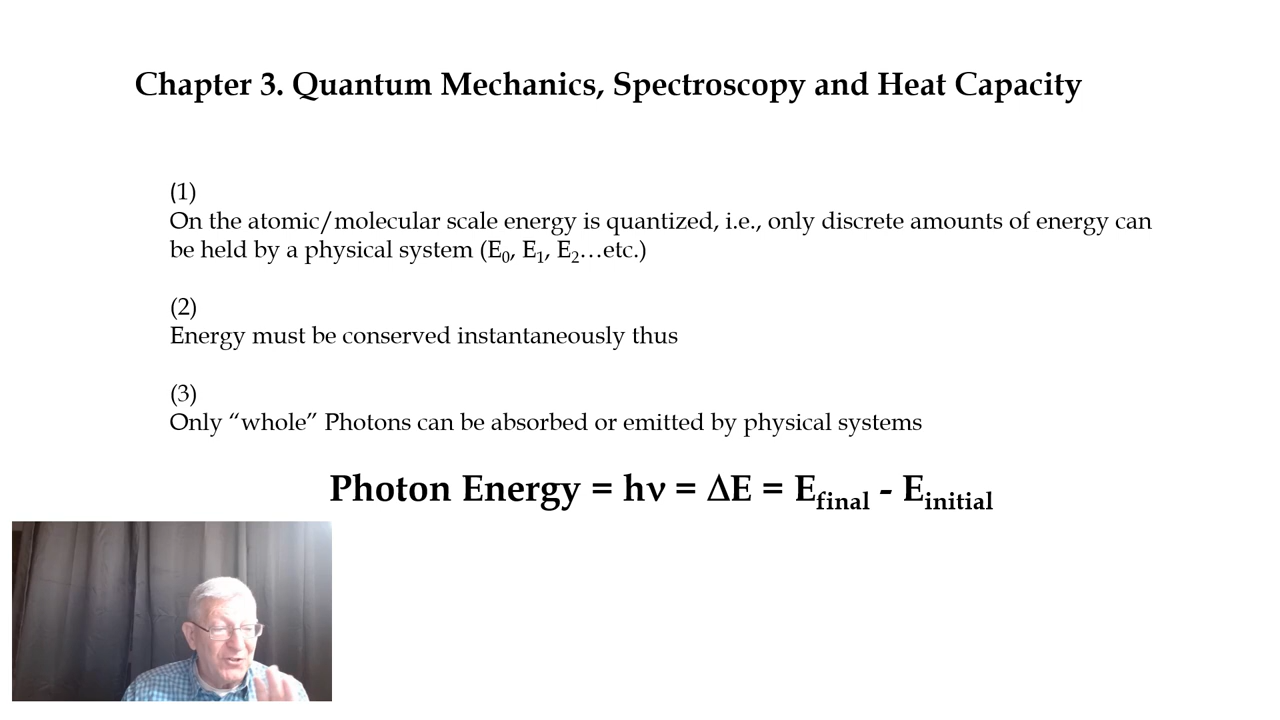 Chapter 3. Quantum Mechanics, Spectroscopy and Heat Capacity
(1)
On the atomic/molecular scale energy is quantized, i.e., only discrete amounts of energy can
be held by a physical system (E₀, E₁, E₂…etc.)
(2)
Energy must be conserved instantaneously thus
(3)
Only “whole” Photons can be absorbed or emitted by physical systems
Photon Energy = hν = ΔE = E_final - E_initial